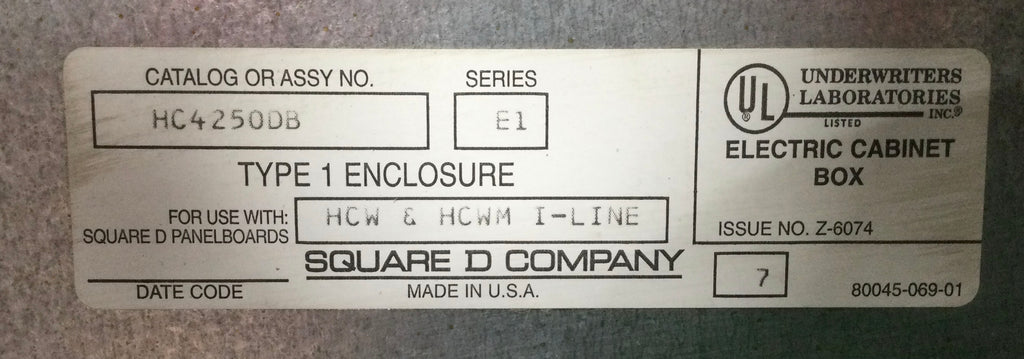 CATALOG OR ASSY NO.
SERIES
HC4250DB
E1
TYPE 1 ENCLOSURE
FOR USE WITH:
SQUARE D PANELBOARDS
HCW & HCWM I-LINE
SQUARE D COMPANY
DATE CODE
MADE IN U.S.A.
UL
UNDERWRITERS
LABORATORIES
INC.®
LISTED
ELECTRIC CABINET
BOX
ISSUE NO. Z-6074
7
80045-069-01